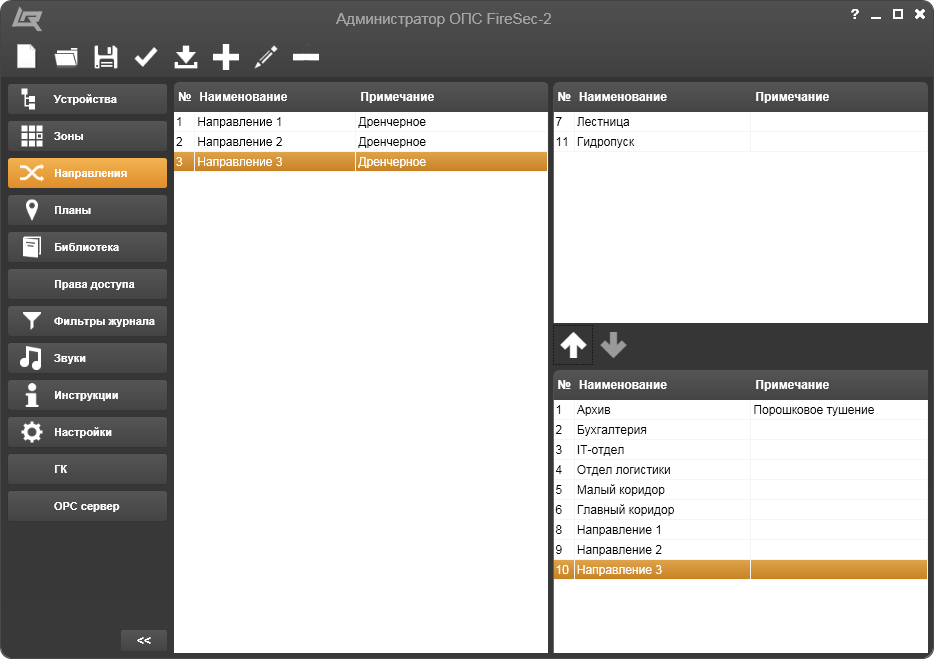 Администратор ОПС FireSec-2
?
Устройства
Зоны
Направления
Планы
Библиотека
Права доступа
Фильтры журнала
Звуки
Инструкции
Настройки
ГК
OPC сервер
<<
№ Наименование Примечание
1 Направление 1 Дренчерное
2 Направление 2 Дренчерное
3 Направление 3 Дренчерное
№ Наименование Примечание
7 Лестница
11 Гидропуск
№ Наименование Примечание
1 Архив Порошковое тушение
2 Бухгалтерия
3 IT-отдел
4 Отдел логистики
5 Малый коридор
6 Главный коридор
8 Направление 1
9 Направление 2
10 Направление 3